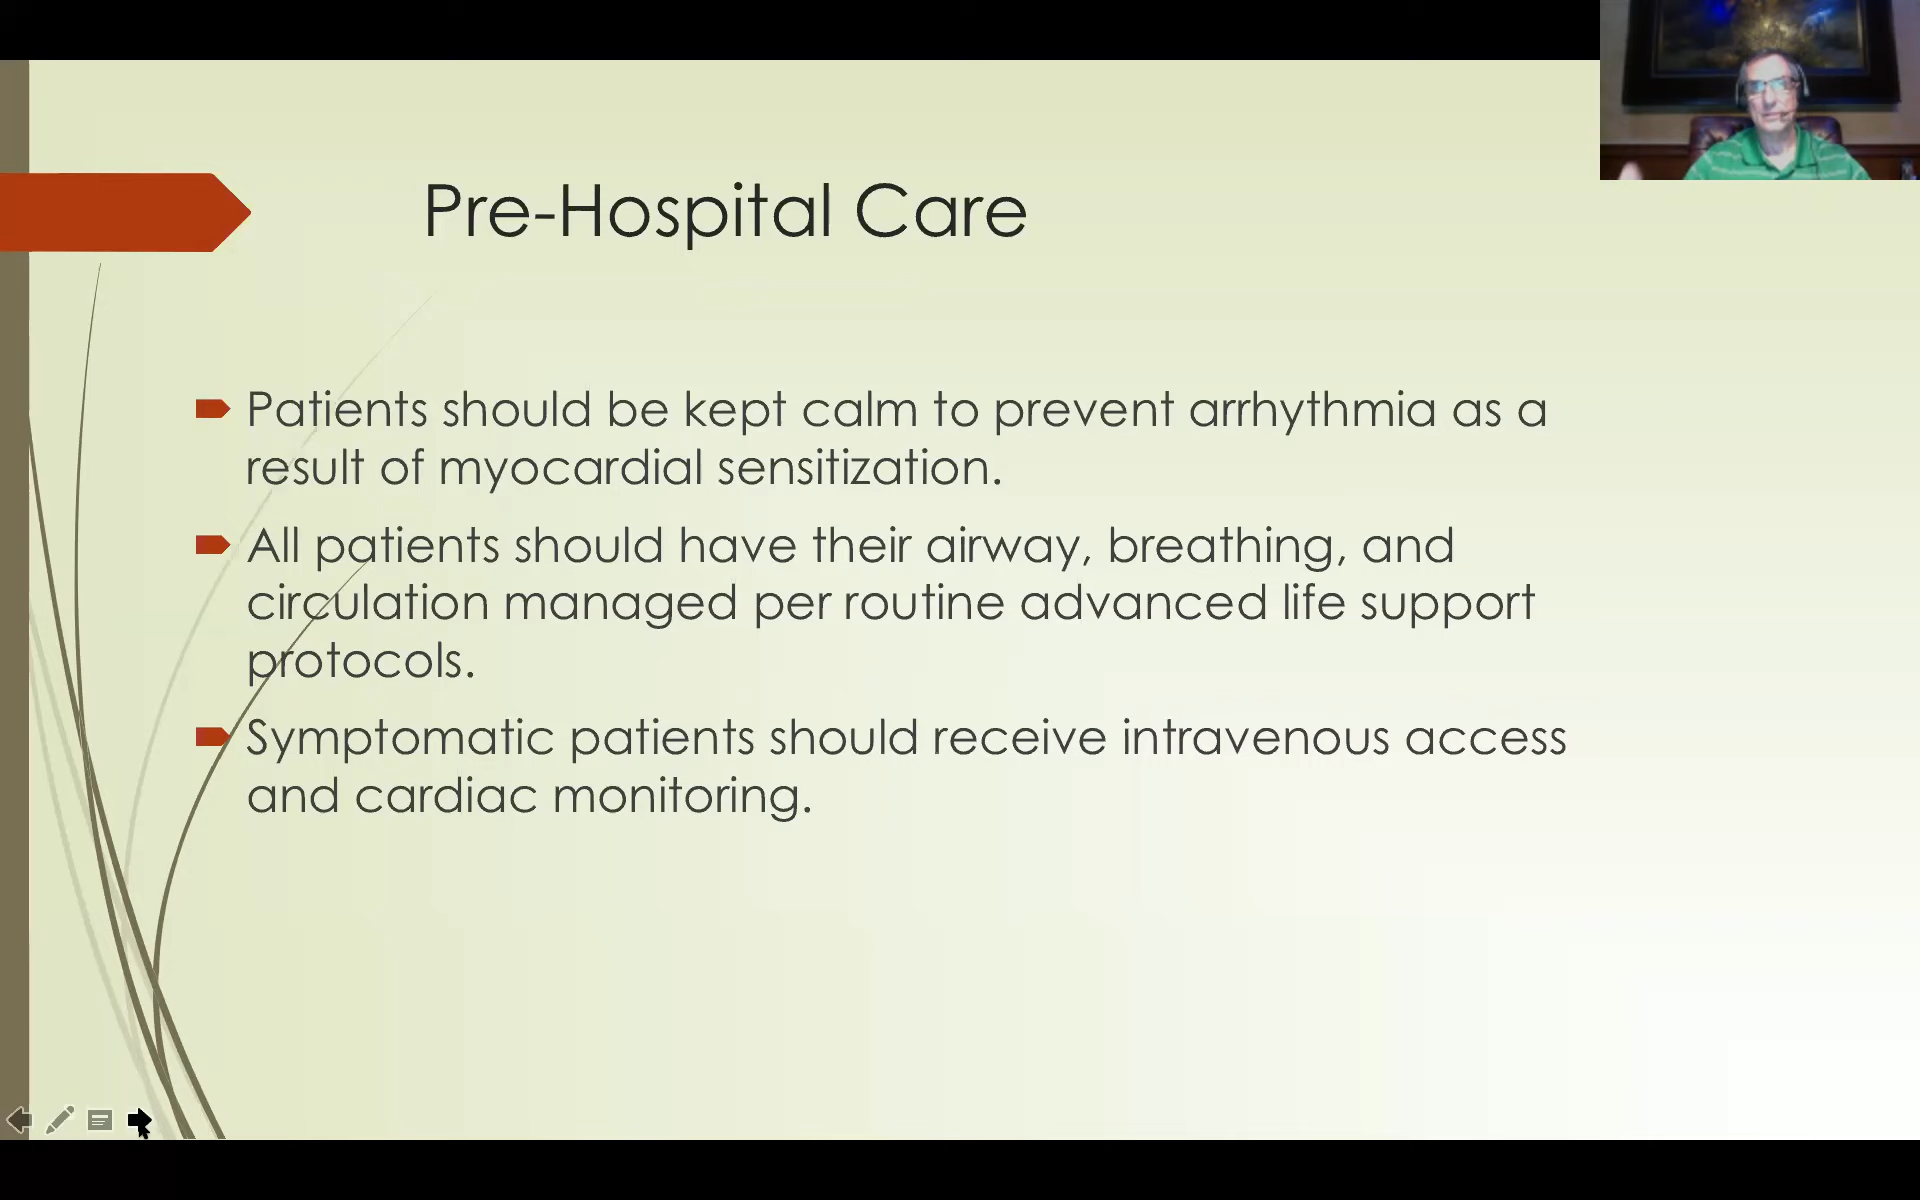 Pre-Hospital Care
Patients should be kept calm to prevent arrhythmia as a
result of myocardial sensitization.
All patients should have their airway, breathing, and
circulation managed per routine advanced life support
protocols.
Symptomatic patients should receive intravenous access
and cardiac monitoring.